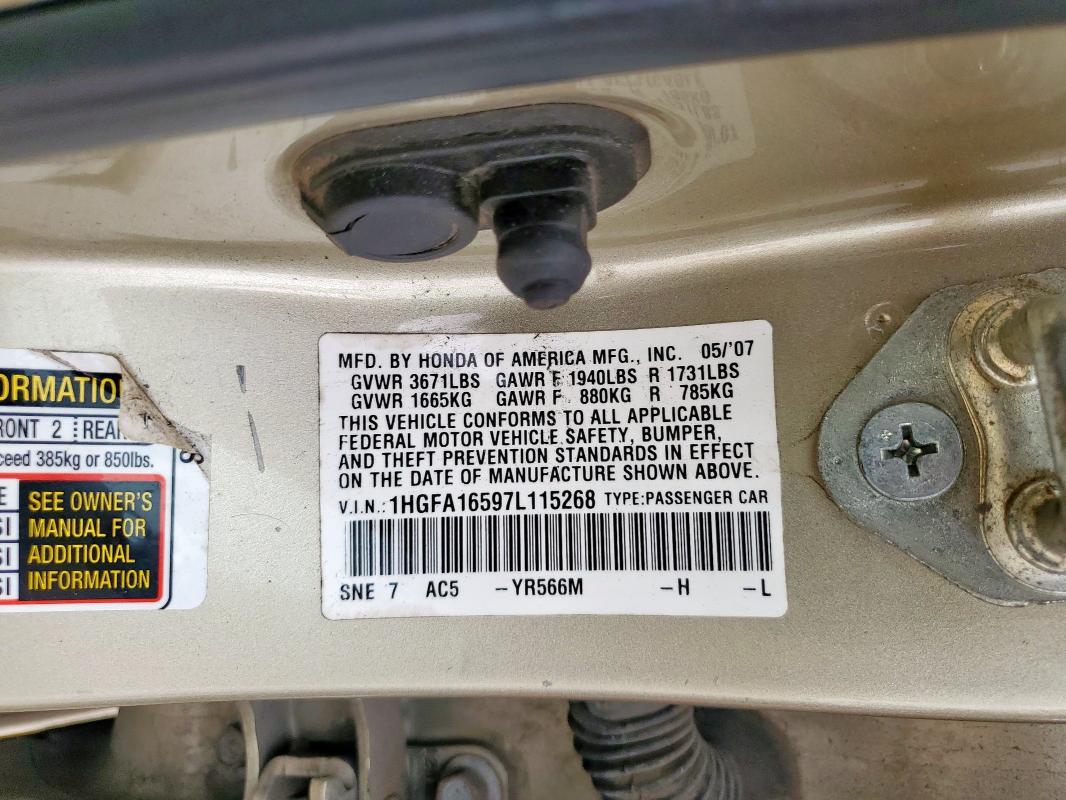 MFD. BY HONDA OF AMERICA MFG., INC. 05/'07
GVWR 3671LBS GAWR F 1940LBS R 1731LBS
GVWR 1665KG GAWR F 880KG R 785KG
THIS VEHICLE CONFORMS TO ALL APPLICABLE
FEDERAL MOTOR VEHICLE SAFETY, BUMPER,
AND THEFT PREVENTION STANDARDS IN EFFECT
ON THE DATE OF MANUFACTURE SHOWN ABOVE.
V.I.N.: 1HGFA16597L115268 TYPE:PASSENGER CAR
SNE 7 AC5 -YR566M -H -L
ORMATIO
RONT 2 REAR
ceed 385kg or 850lbs.
SEE OWNER'S
MANUAL FOR
ADDITIONAL
INFORMATION